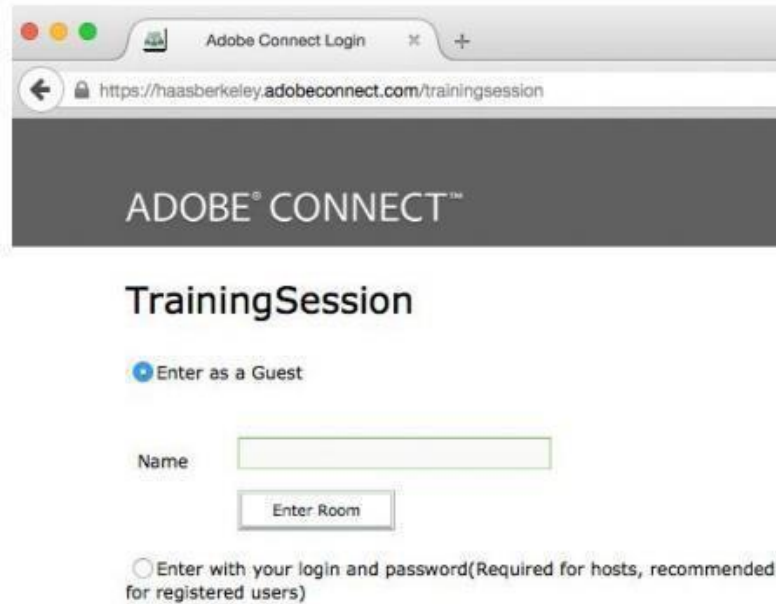 Adobe Connect Login
https://haasberkeley.adobeconnect.com/trainingsession
ADOBE® CONNECT™
TrainingSession
Enter as a Guest
Name
Enter Room
Enter with your login and password(Required for hosts, recommended
for registered users)